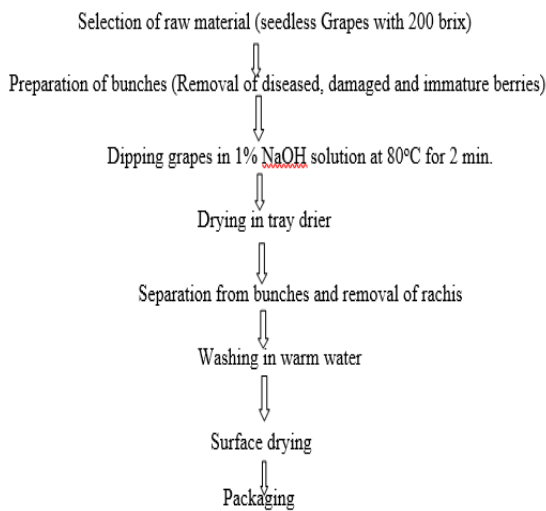 Selection of raw material (seedless Grapes with 200 brix)
Preparation of bunches (Removal of diseased, damaged and immature berries)
Dipping grapes in 1% NaOH solution at 80ºC for 2 min.
Drying in tray drier
Separation from bunches and removal of rachis
Washing in warm water
Surface drying
Packaging